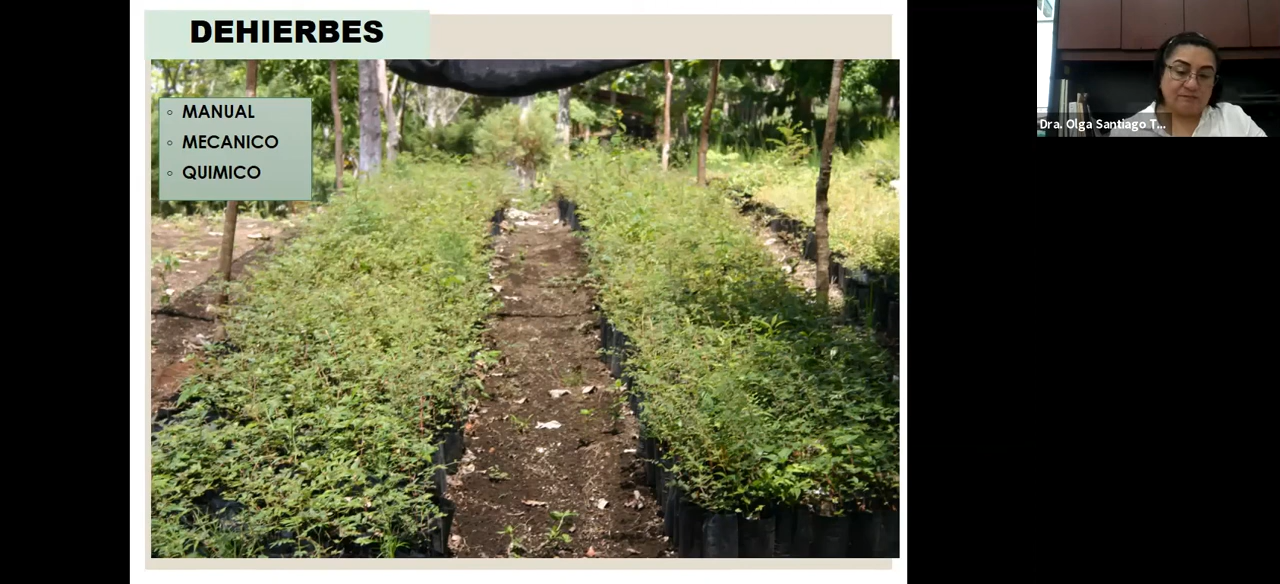 DEHIERBES
MANUAL
MECANICO
QUIMICO
Dra. Olga Santiago T...